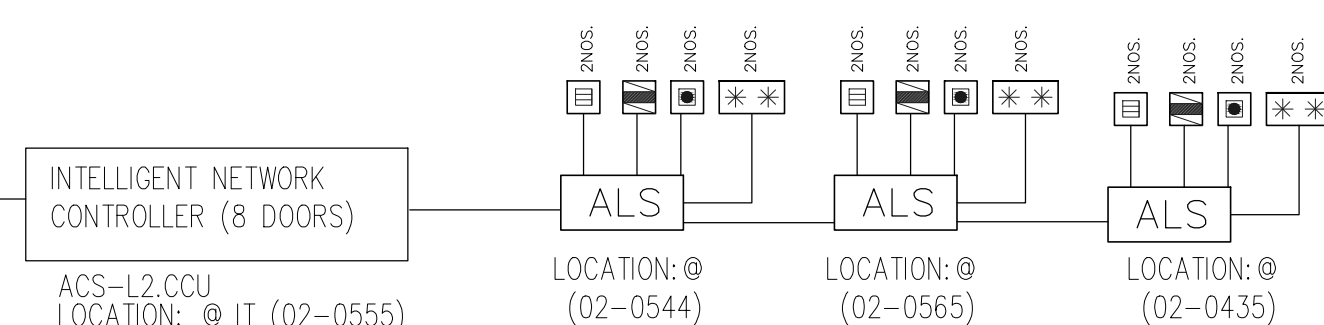 2NOS.
2NOS.
2NOS.
2NOS.
2NOS.
2NOS.
2NOS.
2NOS.
2NOS.
2NOS.
2NOS.
2NOS.
INTELLIGENT NETWORK
CONTROLLER (8 DOORS)
ACS-L2.CCU
LOCATION: @ IT (02-0555)
ALS
LOCATION:@
(02-0544)
ALS
LOCATION:@
(02-0565)
ALS
LOCATION:@
(02-0435)